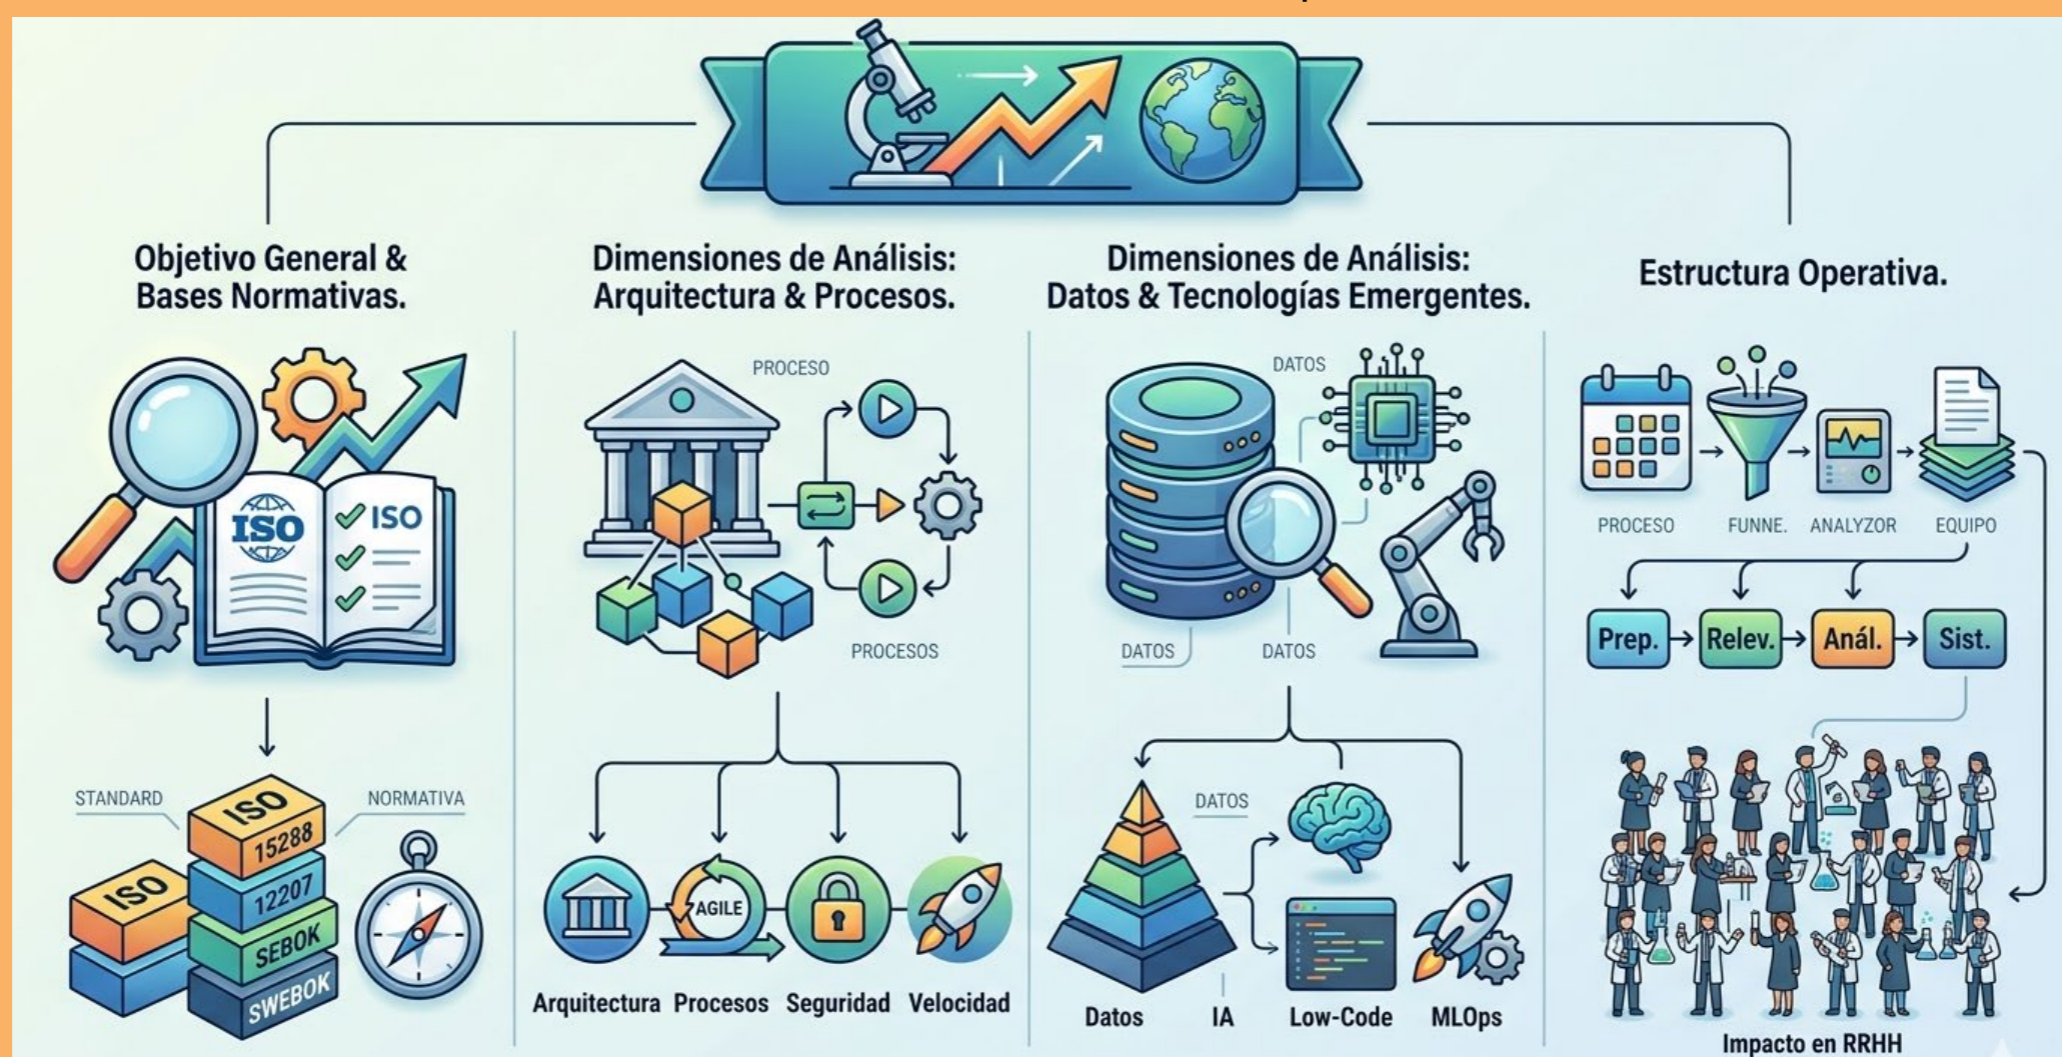 Objetivo General &
Bases Normativas.
ISO
ISO
STANDARD
NORMATIVA
ISO
15288
ISO
12207
SEBOK
SWEBOK
Dimensiones de Análisis:
Arquitectura & Procesos.
PROCESO
PROCESOS
AGILE
Arquitectura Procesos Seguridad Velocidad
Dimensiones de Análisis:
Datos & Tecnologías Emergentes.
DATOS
DATOS
DATOS
DATOS
Datos IA Low-Code MLOps
Estructura Operativa.
PROCESO FUNNE. ANALYZOR EQUIPO
Prep. Relev. Anál. Sist.
Impacto en RRHH